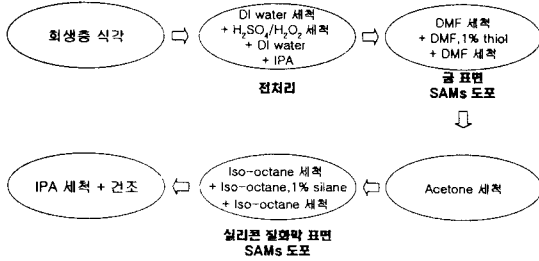 희생층 식각
DI water 세척
+ H₂SO₄/H₂O₂ 세척
+ DI water
+ IPA
전처리
DMF 세척
+ DMF,1% thiol
+ DMF 세척
금 표면
SAMs 도포
Acetone 세척
Iso-octane 세척
+ Iso-octane,1% silane
+ Iso-octane 세척
실리콘 질화막 표면
SAMs 도포
IPA 세척 + 건조